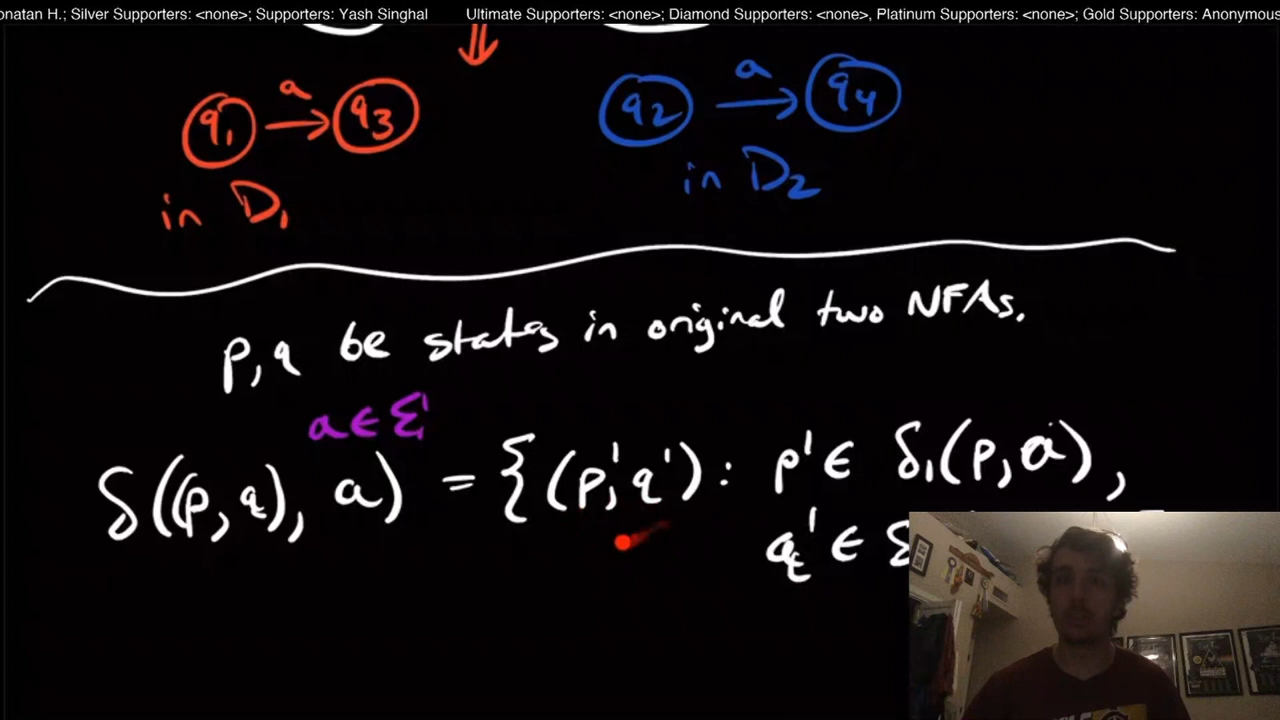 onatan H.; Silver Supporters: <none>; Supporters: Yash Singhal Ultimate Supporters: <none>; Diamond Supporters: <none>, Platinum Supporters: <none>; Gold Supporters: Anonymous
q₁ a → q₃ q₂ a → q₄
in D₁ in D₂
p,q be states in original two NFAs.
a ∈ Σ
δ((p,q), a) = {(p',q') : p' ∈ δ₁(p,a),
q' ∈